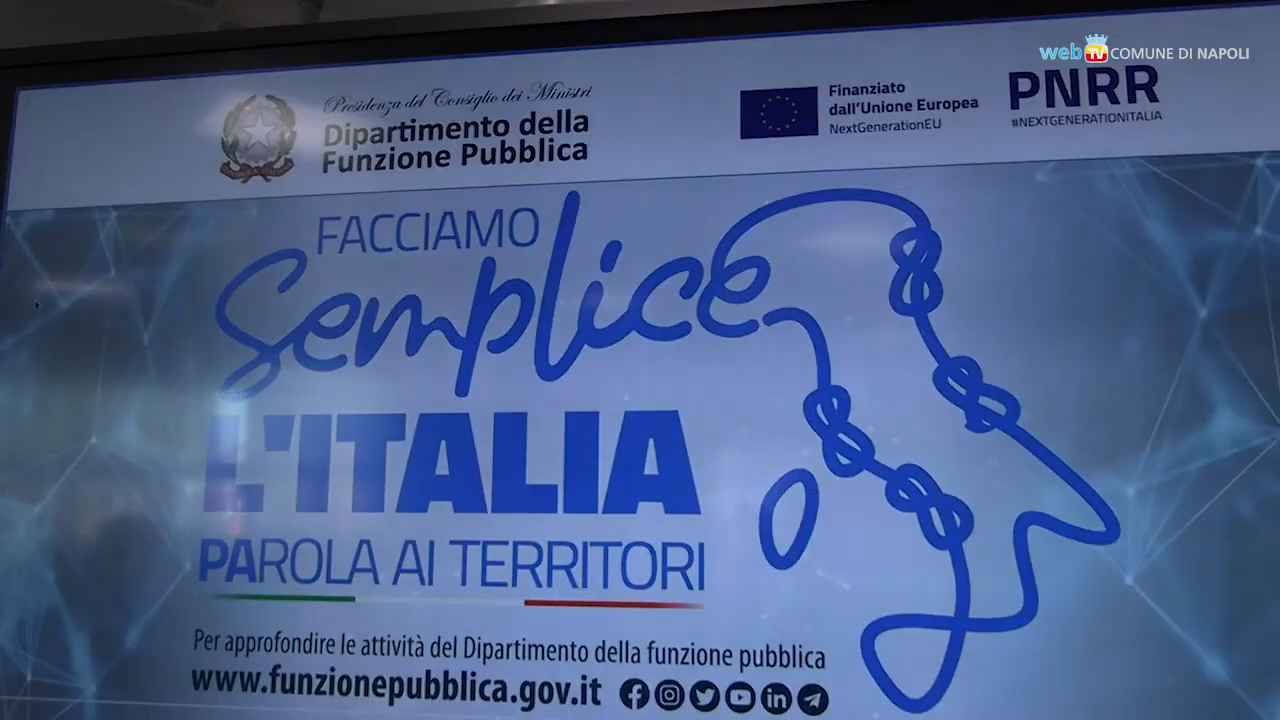 web TV COMUNE DI NAPOLI
Presidenza del Consiglio dei Ministri
Dipartimento della
Funzione Pubblica
Finanziato
dall'Unione Europea
NextGenerationEU
PNRR
#NEXTGENERATIONITALIA
FACCIAMO
Semplice
L'ITALIA
PAROLA AI TERRITORI
Per approfondire le attività del Dipartimento della funzione pubblica
www.funzionepubblica.gov.it